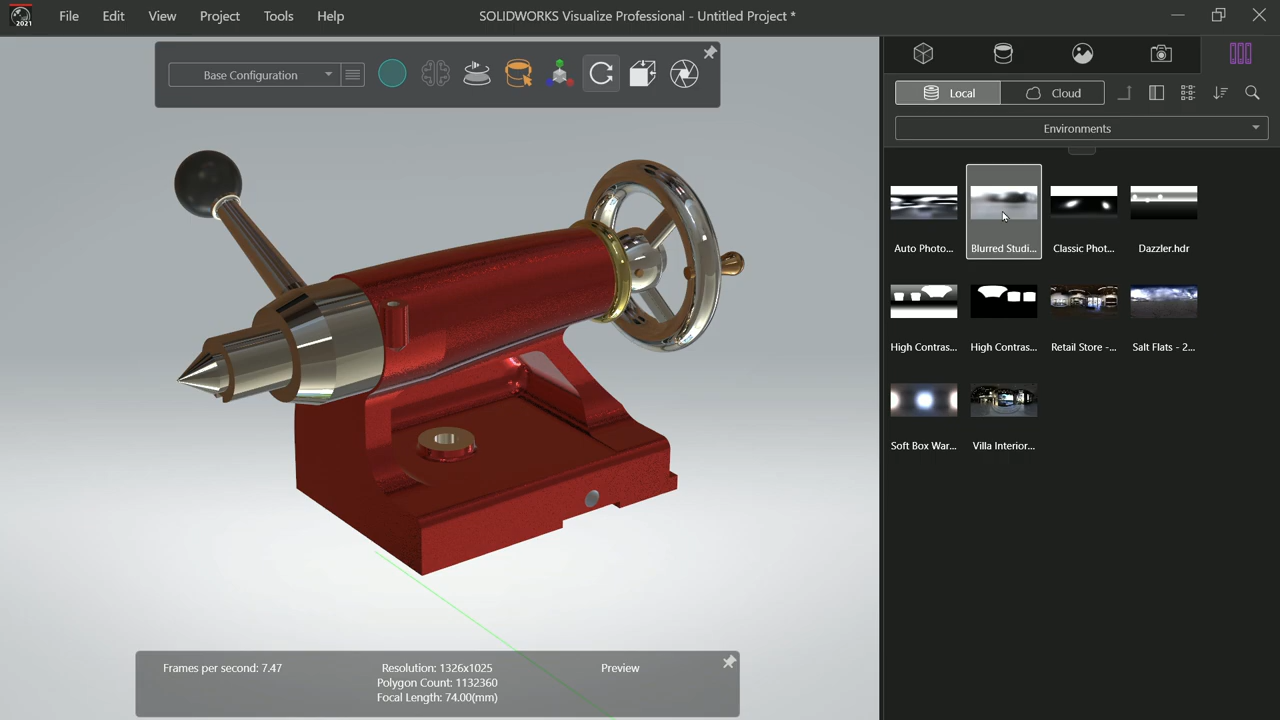 File Edit View Project Tools Help SOLIDWORKS Visualize Professional - Untitled Project *
2021
Base Configuration
Local Cloud
Environments
Auto Photo... Blurred Studi... Classic Phot... Dazzler.hdr
High Contras... High Contras... Retail Store -... Salt Flats - 2...
Soft Box War... Villa Interior...
Frames per second: 7.47 Resolution: 1326x1025 Preview
Polygon Count: 1132360
Focal Length: 74.00(mm)